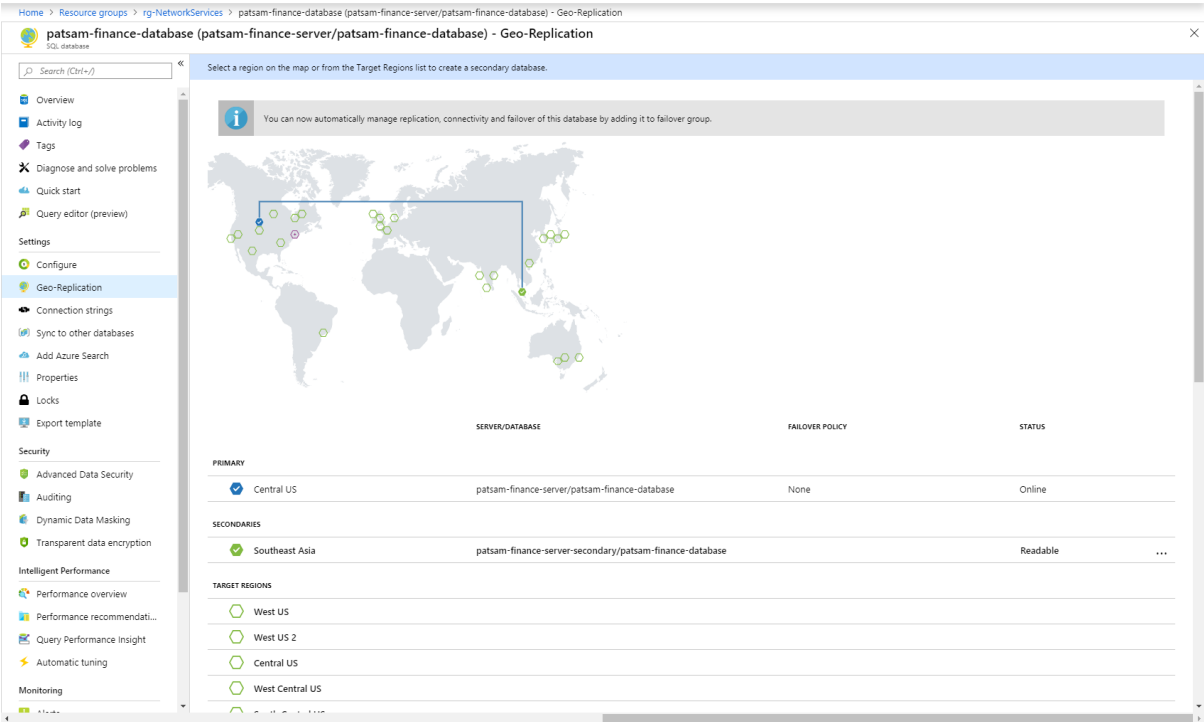 Home > Resource groups > rg-NetworkServices > patsam-finance-database (patsam-finance-server/patsam-finance-database) - Geo-Replication
patsam-finance-database (patsam-finance-server/patsam-finance-database) - Geo-Replication
SQL database
Search (Ctrl+/)
Overview
Activity log
Tags
Diagnose and solve problems
Quick start
Query editor (preview)
Settings
Configure
Geo-Replication
Connection strings
Sync to other databases
Add Azure Search
Properties
Locks
Export template
Security
Advanced Data Security
Auditing
Dynamic Data Masking
Transparent data encryption
Intelligent Performance
Performance overview
Performance recommendati...
Query Performance Insight
Automatic tuning
Monitoring
Select a region on the map or from the Target Regions list to create a secondary database.
You can now automatically manage replication, connectivity and failover of this database by adding it to failover group.
SERVER/DATABASE FAILOVER POLICY STATUS
PRIMARY
Central US patsam-finance-server/patsam-finance-database None Online
SECONDARIES
Southeast Asia patsam-finance-server-secondary/patsam-finance-database Readable ...
TARGET REGIONS
West US
West US 2
Central US
West Central US